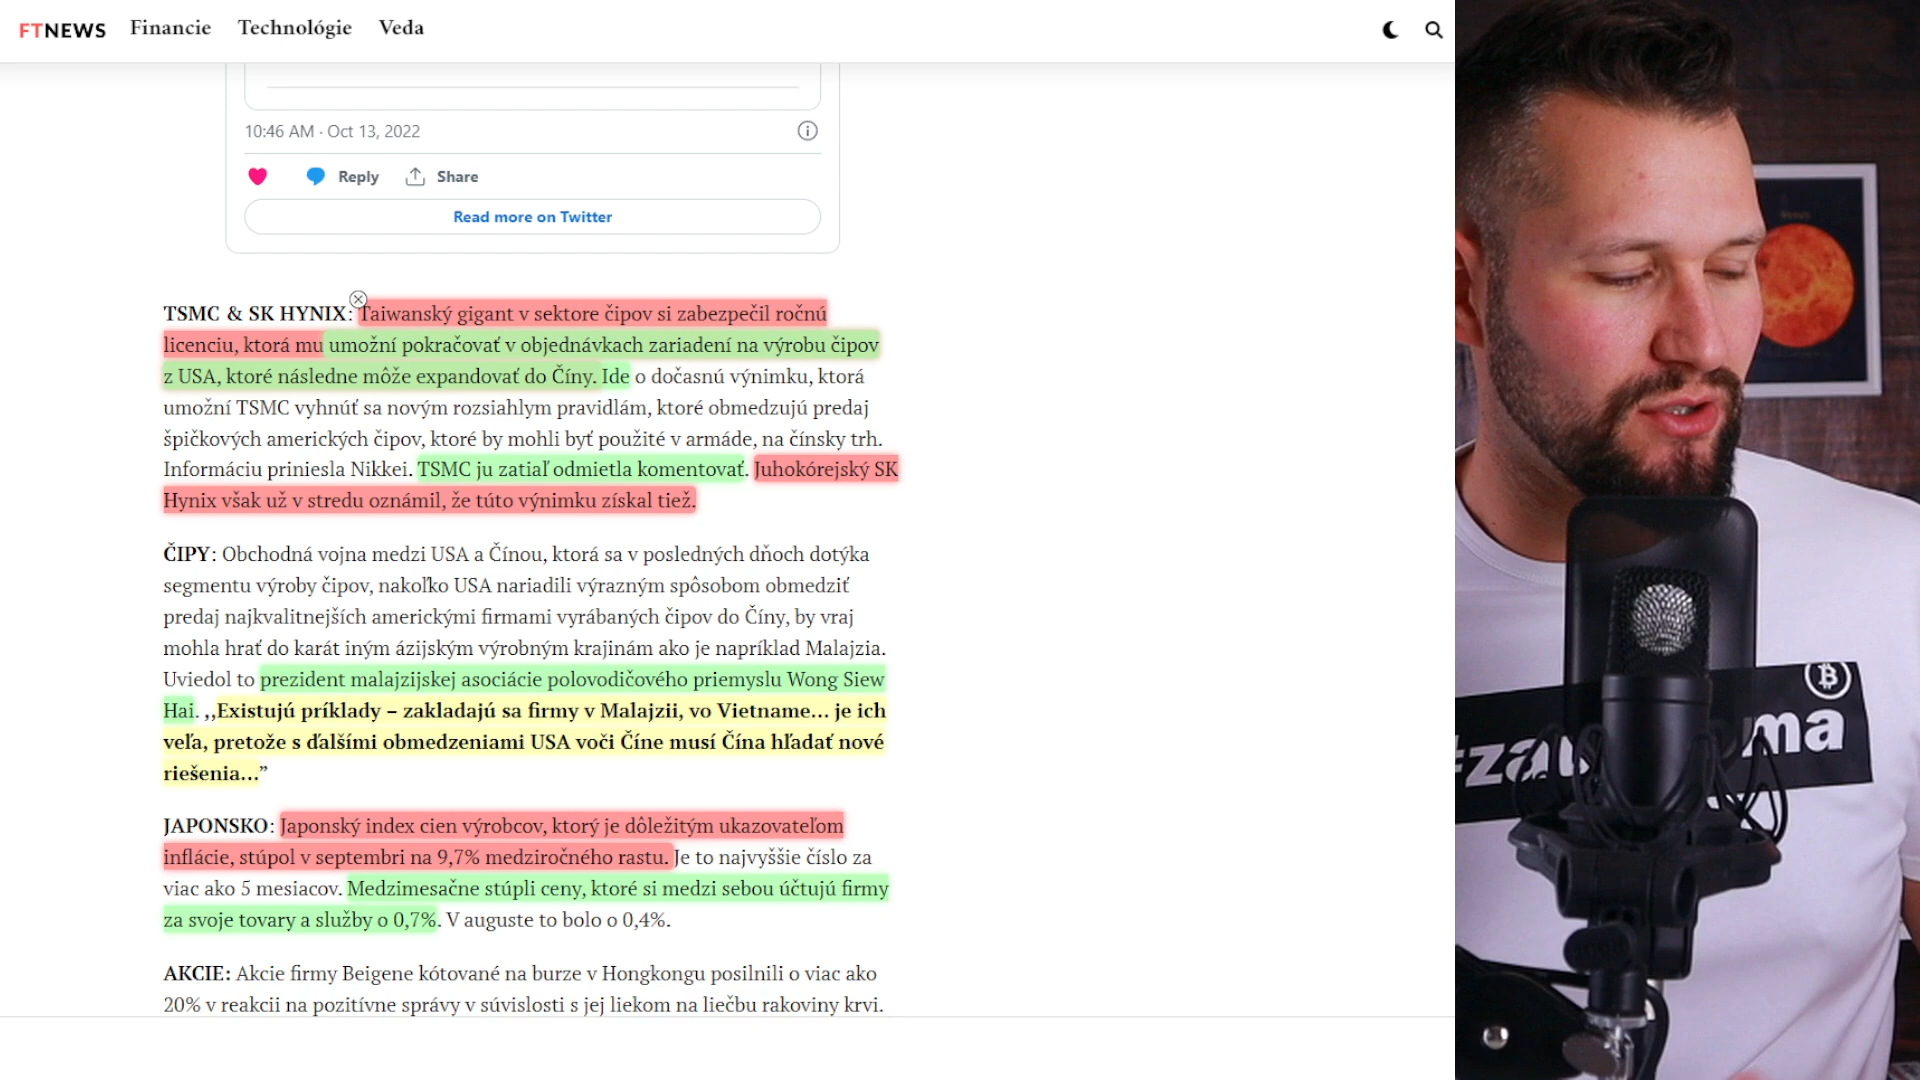 FTNEWS Financie Technológie Veda
10:46 AM · Oct 13, 2022
Reply Share
Read more on Twitter
TSMC & SK HYNIX: Taiwanský gigant v sektore čipov si zabezpečil ročnú
licenciu, ktorá mu umožní pokračovať v objednávkach zariadení na výrobu čipov
z USA, ktoré následne môže expandovať do Číny. Ide o dočasnú výnimku, ktorá
umožní TSMC vyhnúť sa novým rozsiahlym pravidlám, ktoré obmedzujú predaj
špičkových amerických čipov, ktoré by mohli byť použité v armáde, na čínsky trh.
Informáciu priniesla Nikkei. TSMC ju zatiaľ odmietla komentovať. Juhokórejský SK
Hynix však už v stredu oznámil, že túto výnimku získal tiež.
ČIPY: Obchodná vojna medzi USA a Čínou, ktorá sa v posledných dňoch dotýka
segmentu výroby čipov, nakoľko USA nariadili výrazným spôsobom obmedziť
predaj najkvalitnejších americkými firmami vyrábaných čipov do Číny, by vraj
mohla hrať do karát iným ázijským výrobným krajinám ako je napríklad Malajzia.
Uviedol to prezident malajzijskej asociácie polovodičového priemyslu Wong Siew
Hai. ,,Existujú príklady – zakladajú sa firmy v Malajzii, vo Vietname… je ich
veľa, pretože s ďalšími obmedzeniami USA voči Číne musí Čína hľadať nové
riešenia…”
JAPONSKO: Japonský index cien výrobcov, ktorý je dôležitým ukazovateľom
inflácie, stúpol v septembri na 9,7% medziročného rastu. Je to najvyššie číslo za
viac ako 5 mesiacov. Medzimesačne stúpli ceny, ktoré si medzi sebou účtujú firmy
za svoje tovary a služby o 0,7%. V auguste to bolo o 0,4%.
AKCIE: Akcie firmy Beigene kótované na burze v Hongkongu posilnili o viac ako
20% v reakcii na pozitívne správy v súvislosti s jej liekom na liečbu rakoviny krvi.